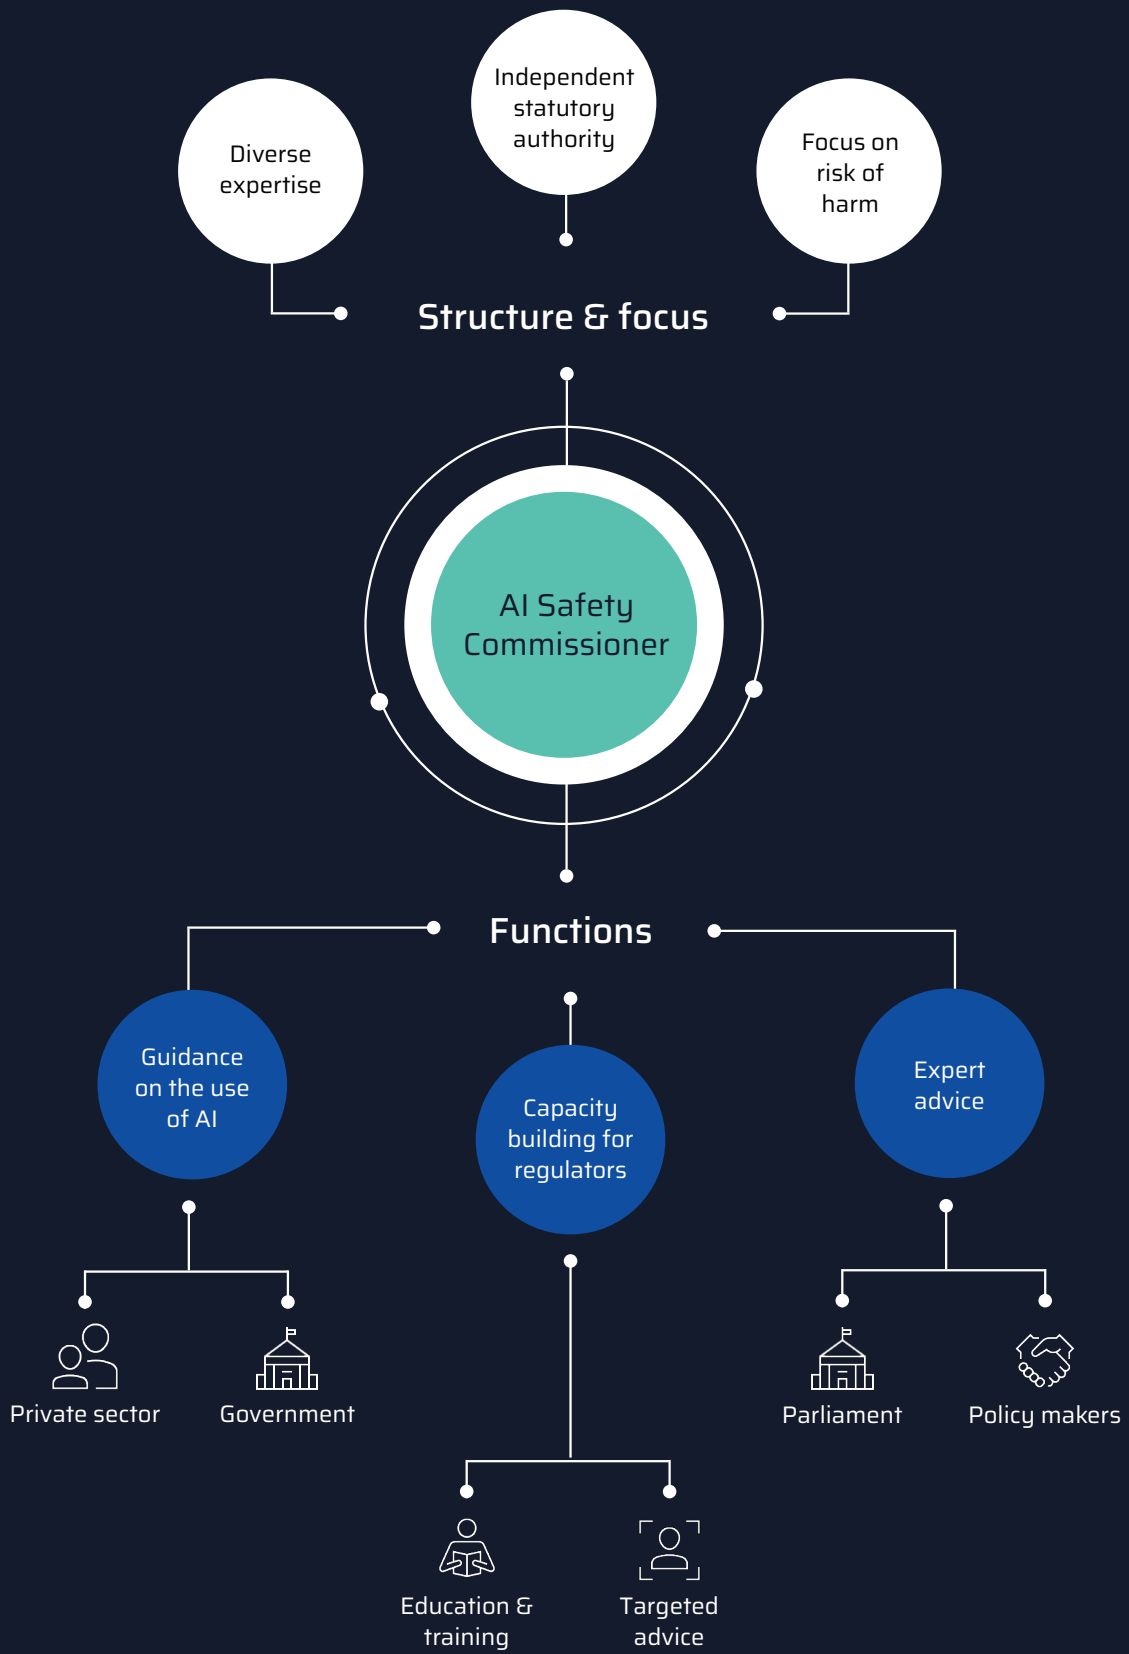 Independent
statutory
authority
Diverse
expertise
Focus on
risk of
harm
Structure & focus
AI Safety
Commissioner
Functions
Guidance
on the use
of AI
Capacity
building for
regulators
Expert
advice
Private sector
Government
Parliament
Policy makers
Education &
training
Targeted
advice